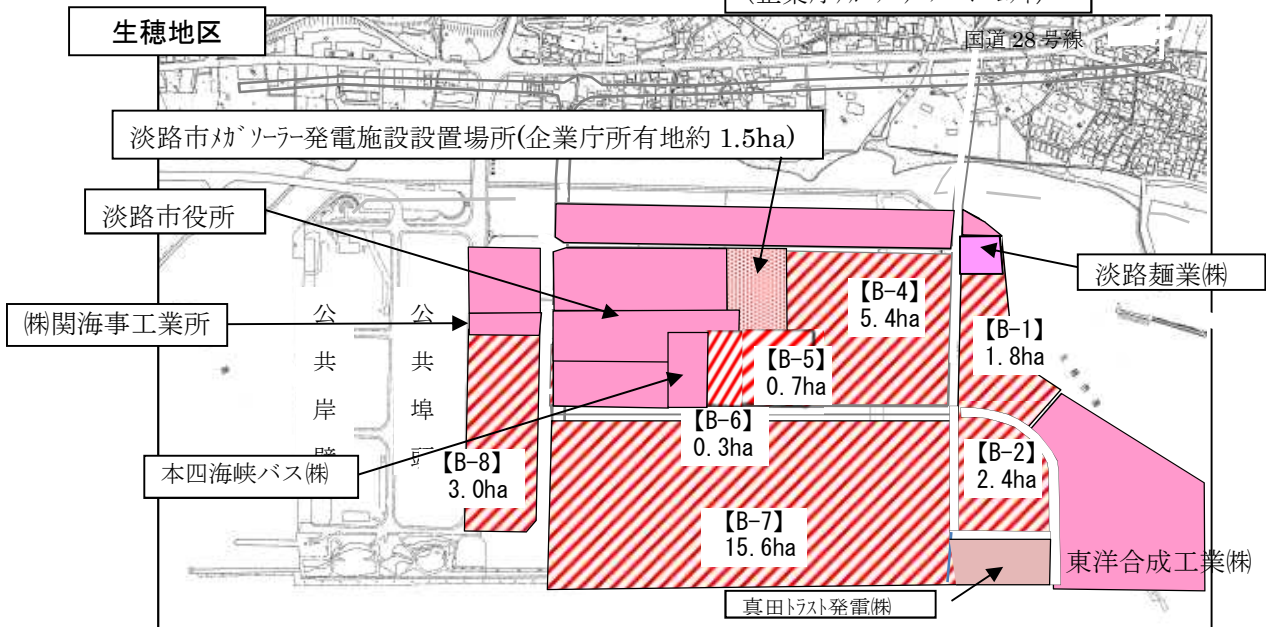 生穂地区
国道 28 号線
淡路市ﾒｶﾞｿｰﾗｰ発電施設設置場所(企業庁所有地約 1.5ha)
淡路市役所
淡路麺業㈱
㈱関海事工業所
公共岸壁
公共埠頭
【B-4】
5.4ha
【B-1】
1.8ha
【B-5】
0.7ha
【B-6】
0.3ha
本四海峡バス㈱
【B-8】
3.0ha
【B-2】
2.4ha
【B-7】
15.6ha
東洋合成工業㈱
真田ﾄﾗｽﾄ発電㈱